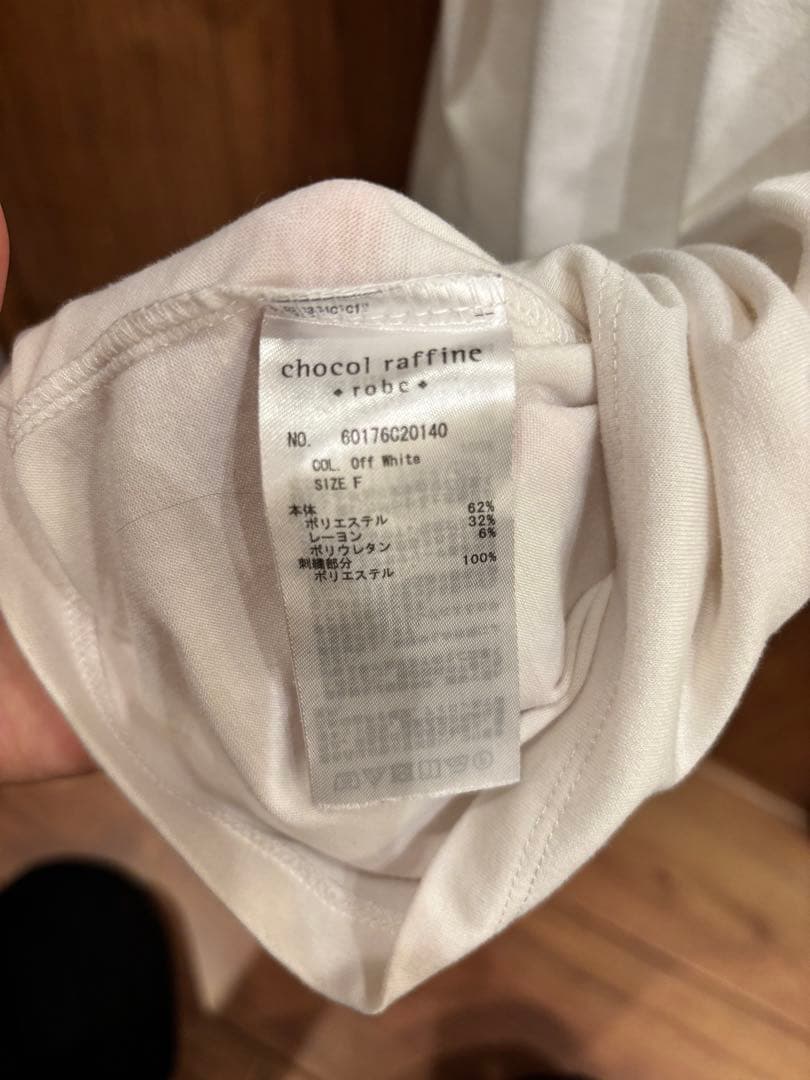 chocol raffine
◆ robe ◆
NO. 60176C20140
COL. Off White
SIZE F
本体
ポリエステル 62%
レーヨン 32%
ポリウレタン 6%
刺繍部分
ポリエステル 100%